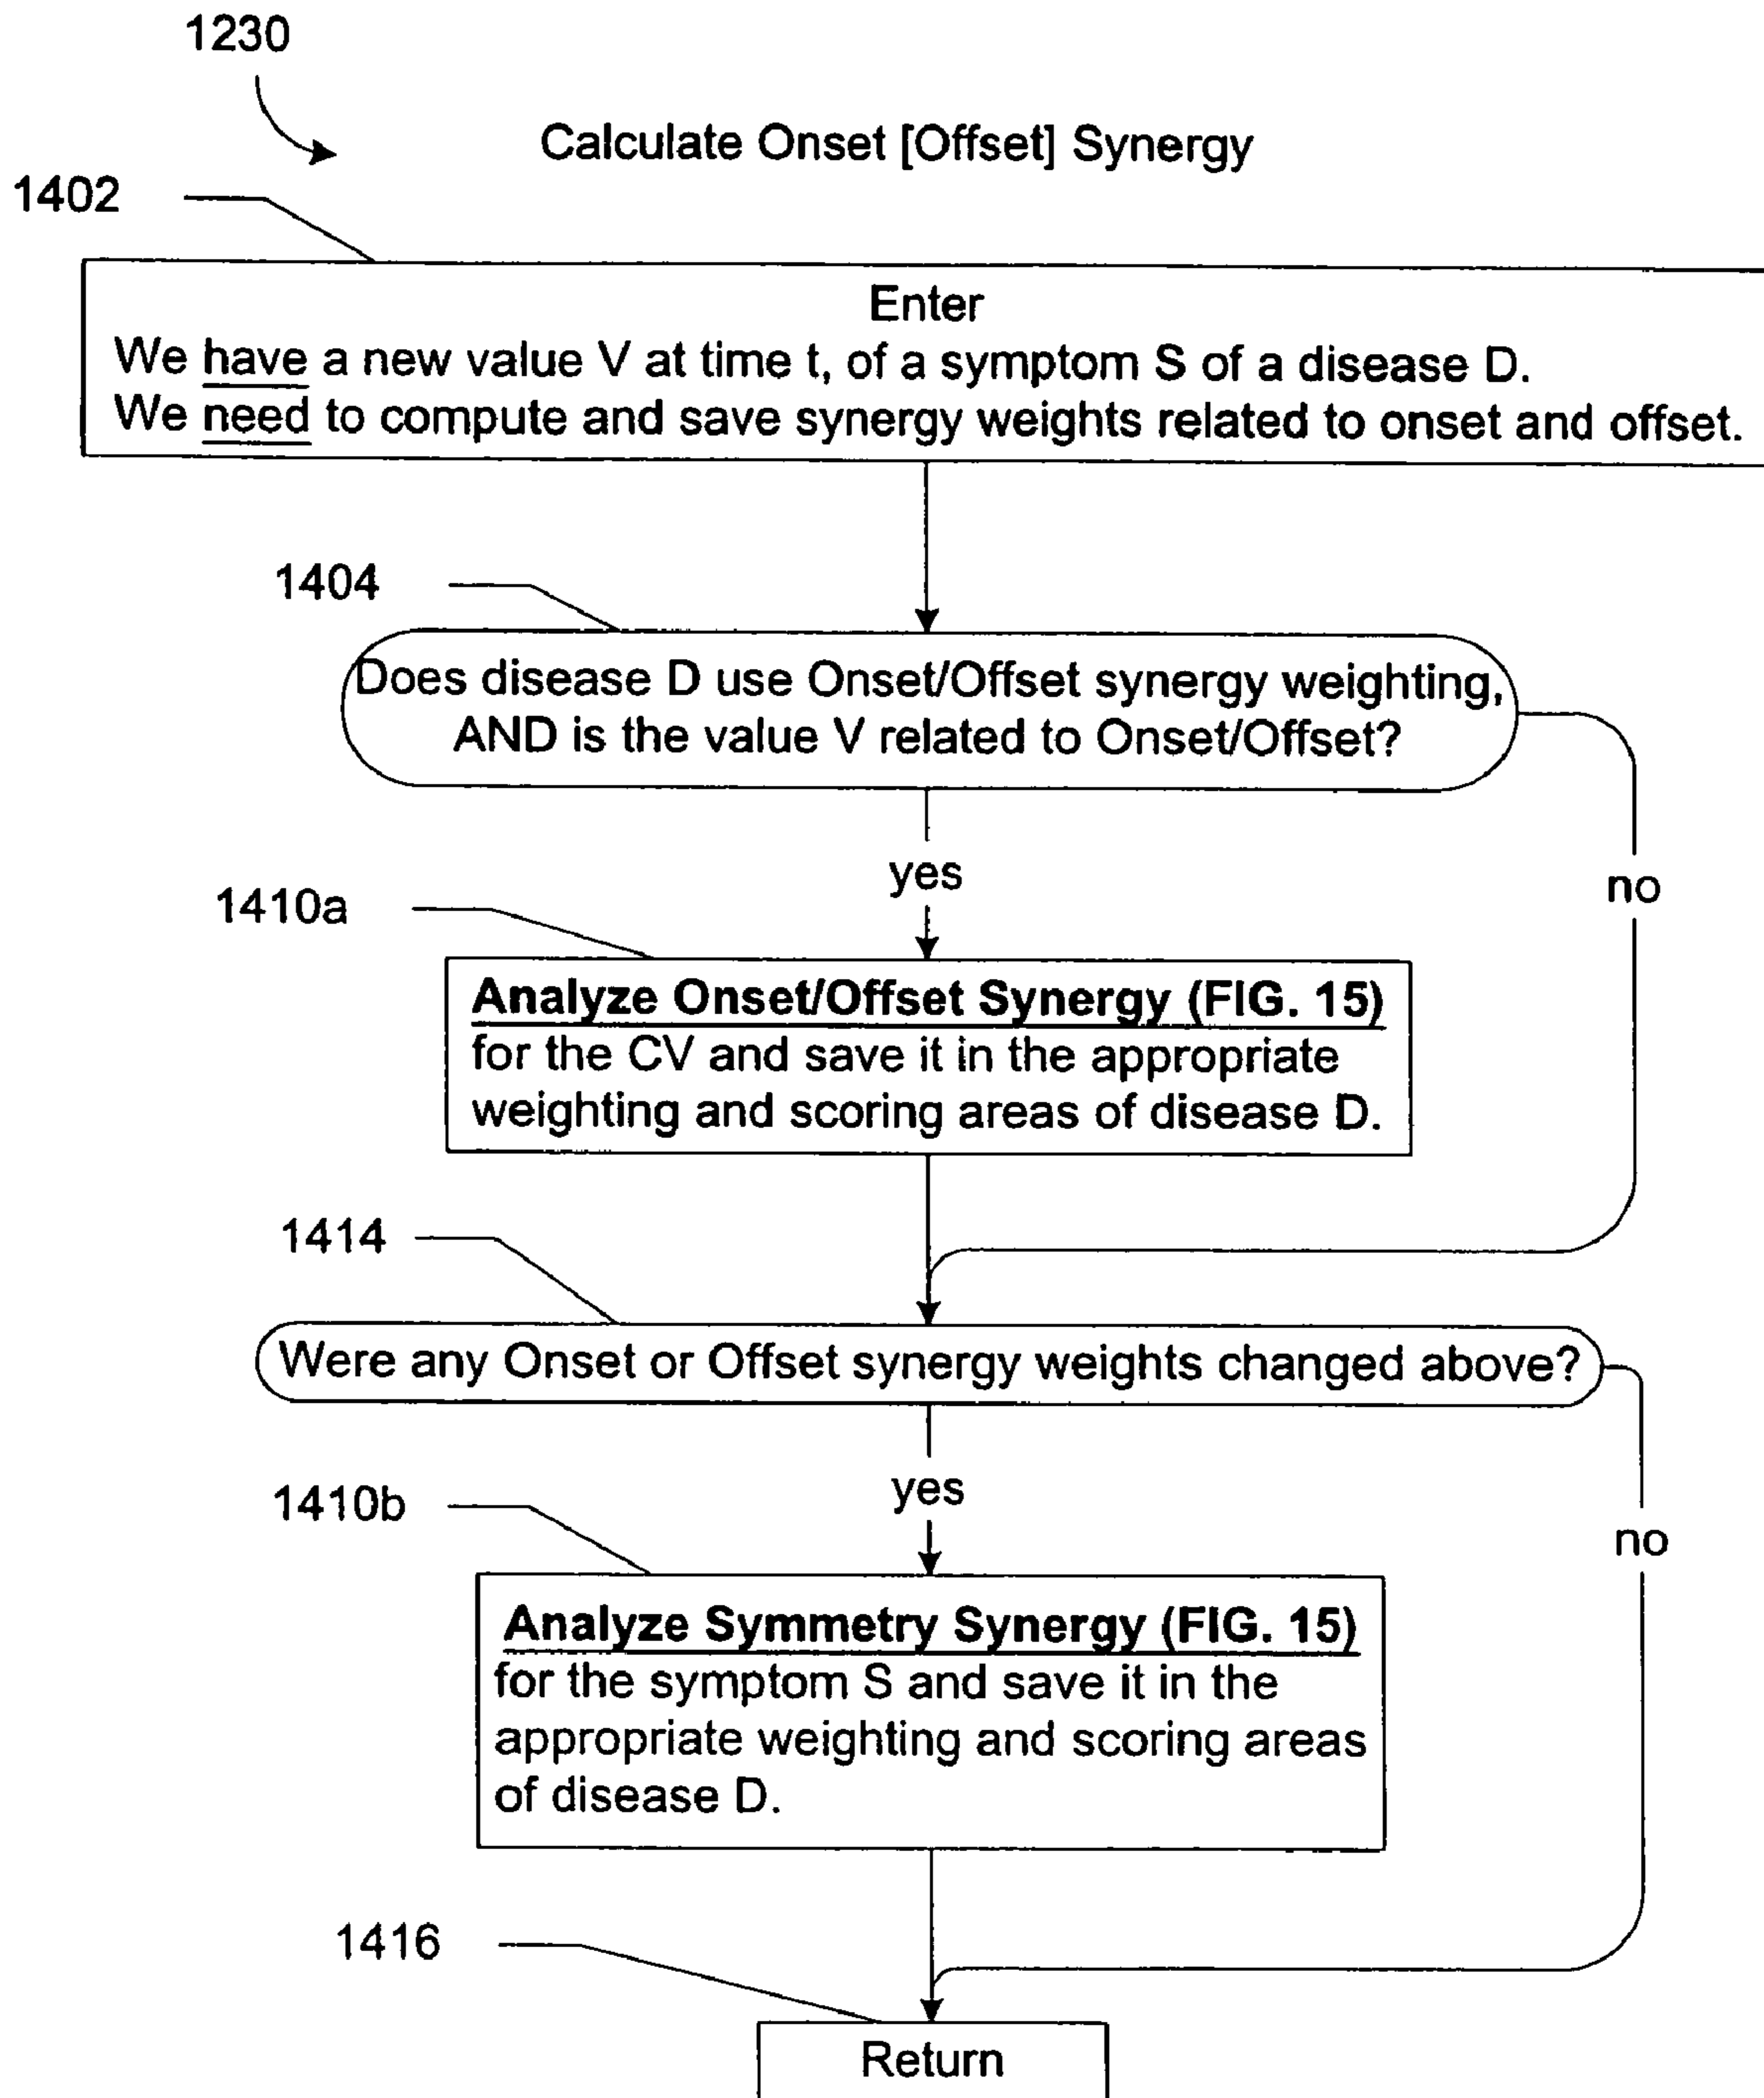 1230
Calculate Onset [Offset] Synergy
1402
Enter
We have a new value V at time t, of a symptom S of a disease D.
We need to compute and save synergy weights related to onset and offset.
1404
Does disease D use Onset/Offset synergy weighting,
AND is the value V related to Onset/Offset?
yes
no
1410a
Analyze Onset/Offset Synergy (FIG. 15)
for the CV and save it in the appropriate
weighting and scoring areas of disease D.
1414
Were any Onset or Offset synergy weights changed above?
yes
no
1410b
Analyze Symmetry Synergy (FIG. 15)
for the symptom S and save it in the
appropriate weighting and scoring areas
of disease D.
1416
Return